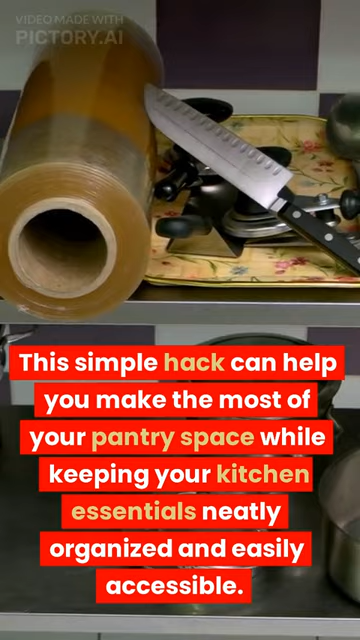 VIDEO MADE WITH
PICTORY.AI
This simple hack can help
you make the most of
your pantry space while
keeping your kitchen
essentials neatly
organized and easily
accessible.